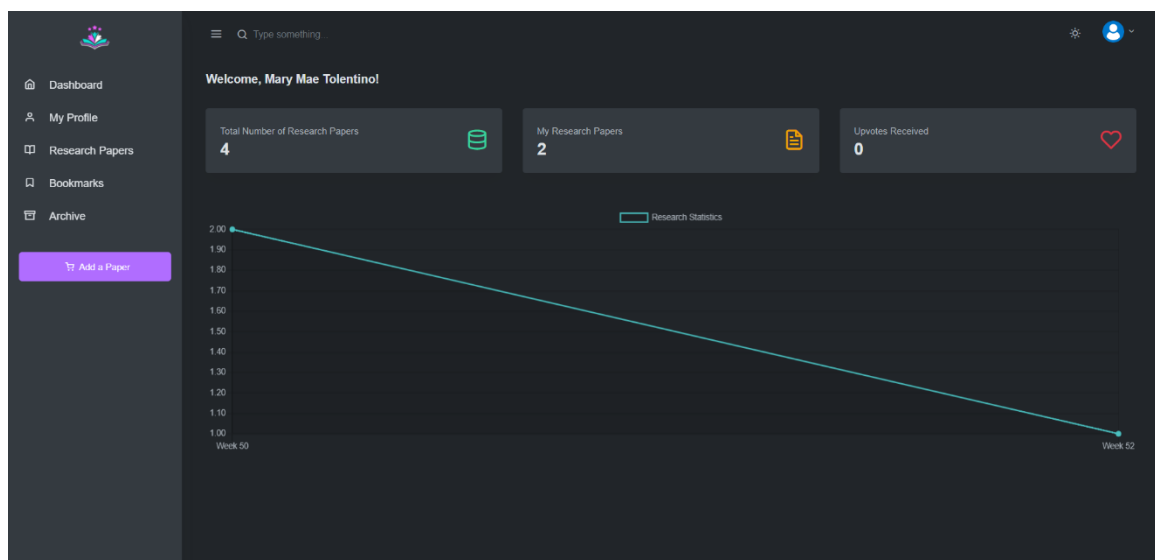 Type something...
Welcome, Mary Mae Tolentino!
Dashboard
My Profile
Research Papers
Bookmarks
Archive
Add a Paper
Total Number of Research Papers
4
My Research Papers
2
Upvotes Received
0
Research Statistics
2.00
1.90
1.80
1.70
1.60
1.50
1.40
1.30
1.20
1.10
1.00
Week 50
Week 52